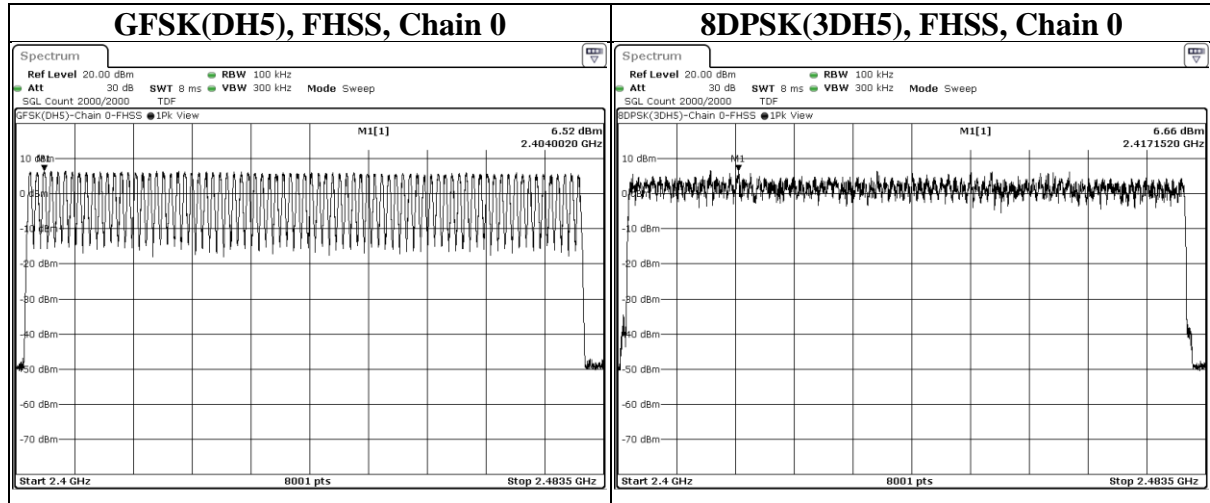 GFSK(DH5), FHSS, Chain 0
Spectrum
Ref Level 20.00 dBm RBW 100 kHz
Att 30 dB SWT 8 ms VBW 300 kHz Mode Sweep
SGL Count 2000/2000 TDF
GFSK(DH5)-Chain 0-FHSS 1Pk View
M1[1] 6.52 dBm
2.4040020 GHz
10 dBm
M1
0 dBm
-10 dBm
-20 dBm
-30 dBm
-40 dBm
-50 dBm
-60 dBm
-70 dBm
Start 2.4 GHz 8001 pts Stop 2.4835 GHz
8DPSK(3DH5), FHSS, Chain 0
Spectrum
Ref Level 20.00 dBm RBW 100 kHz
Att 30 dB SWT 8 ms VBW 300 kHz Mode Sweep
SGL Count 2000/2000 TDF
8DPSK(3DH5)-Chain 0-FHSS 1Pk View
M1[1] 6.66 dBm
2.4171520 GHz
10 dBm
M1
0 dBm
-10 dBm
-20 dBm
-30 dBm
-40 dBm
-50 dBm
-60 dBm
-70 dBm
Start 2.4 GHz 8001 pts Stop 2.4835 GHz